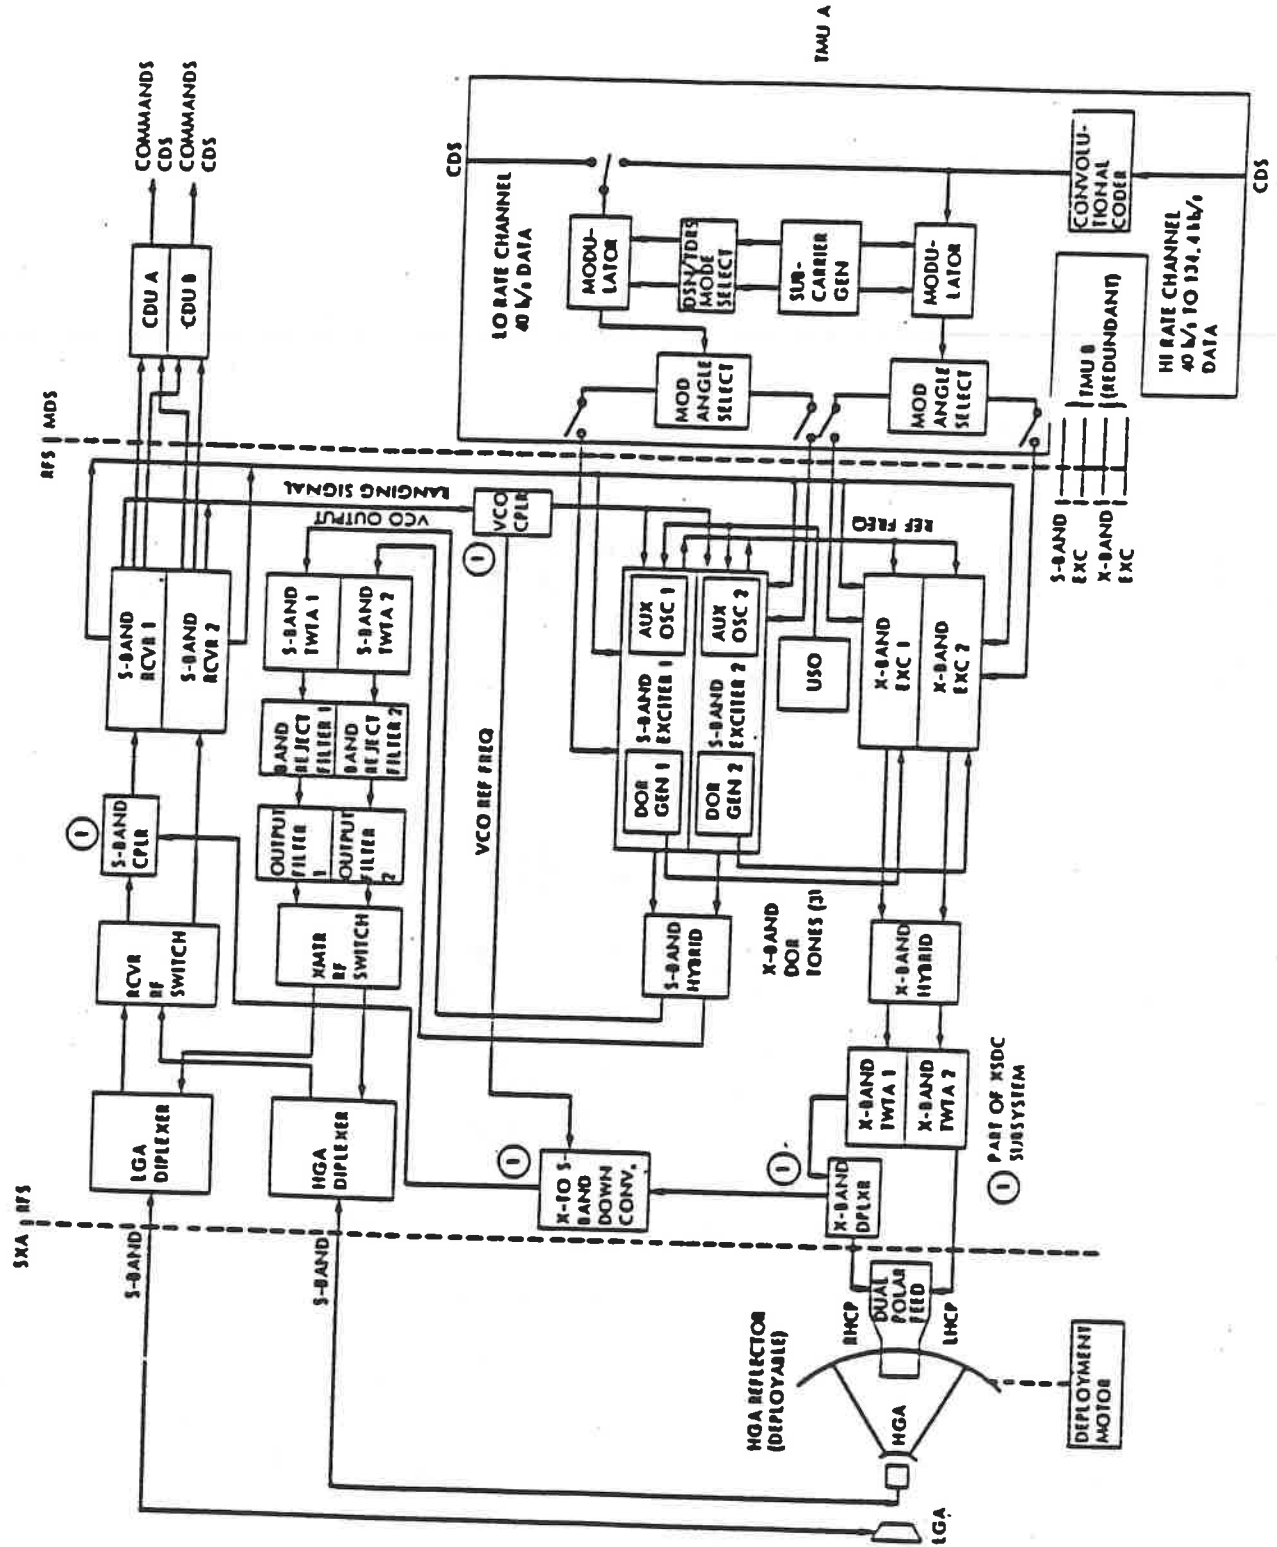 SXA
RFS
RFS
MDS
S-BAND
S-BAND
LGA
DIPLEXER
HGA
DIPLEXER
RCVR
RF
SWITCH
XMTR
RF
SWITCH
1
S-BAND
CPLR
OUTPUT
FILTER
1
OUTPUT
FILTER
2
BAND
REJECT
FILTER 1
BAND
REJECT
FILTER 2
S-BAND
TWTA 1
S-BAND
TWTA 2
S-BAND
RCVR 1
S-BAND
RCVR 2
CDU A
CDU B
COMMANDS
CDS
COMMANDS
CDS
RANGING SIGNAL
VCO OUTPUT
VCO
CPLR
1
VCO REF FREQ
1
X-TO S-
BAND
DOWN
CONV.
S-BAND
HYBRID
DOR
GEN 1
DOR
GEN 2
S-BAND
EXCITER 1
S-BAND
EXCITER 2
AUX
OSC 1
AUX
OSC 2
USO
REF FREQ
X-BAND
DOR
TONES (3)
X-BAND
EXC 1
X-BAND
EXC 2
X-BAND
HYBRID
X-BAND
TWTA 1
X-BAND
TWTA 2
1
X-BAND
DPLXR
1 PART OF XSDC
SUBSYSTEM
HGA REFLECTOR
(DEPLOYABLE)
RHCP
DUAL
POLAR
FEED
LHCP
HGA
LGA
DEPLOYMENT
MOTOR
TMU A
CDS
LO RATE CHANNEL
40 b/s DATA
MODU-
LATOR
DSN/TDRS
MODE
SELECT
SUB-
CARRIER
GEN
MODU-
LATOR
MOD
ANGLE
SELECT
MOD
ANGLE
SELECT
CONVOLU-
TIONAL
CODER
HI RATE CHANNEL
40 b/s TO 134.4 kb/s
DATA
CDS
S-BAND
EXC
X-BAND
EXC
TMU B
(REDUNDANT)